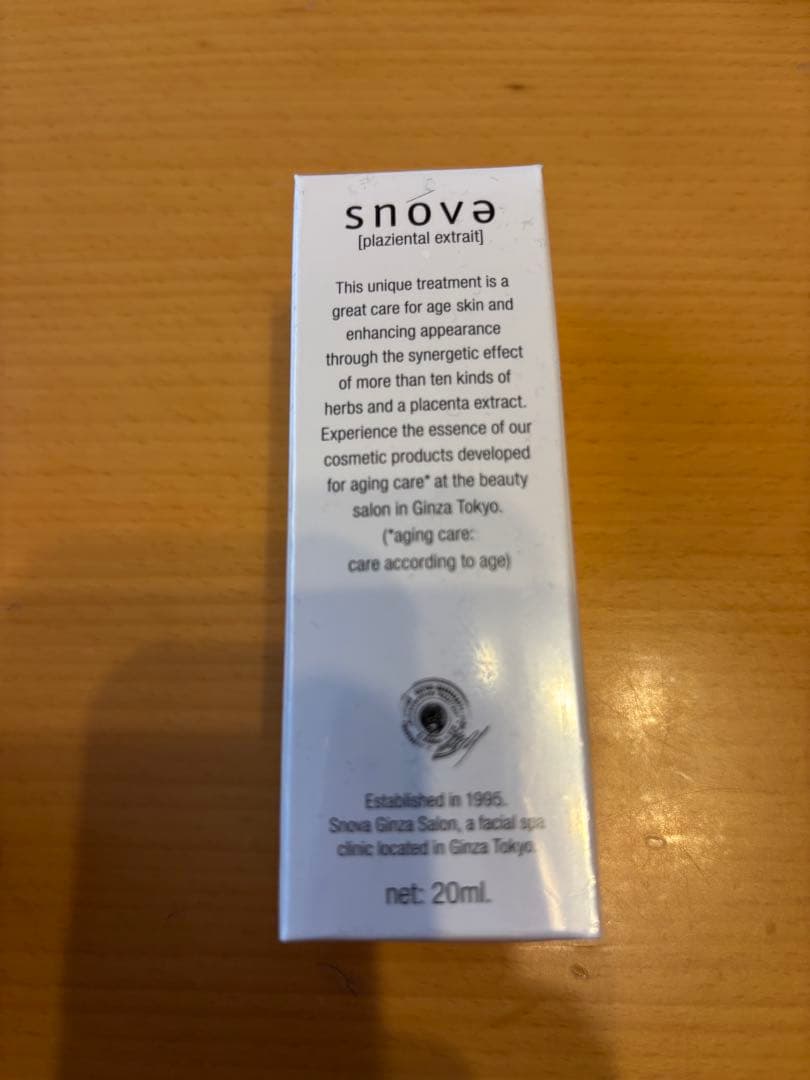 snóvə
[plaziental extrait]
This unique treatment is a
great care for age skin and
enhancing appearance
through the synergetic effect
of more than ten kinds of
herbs and a placenta extract.
Experience the essence of our
cosmetic products developed
for aging care* at the beauty
salon in Ginza Tokyo.
(*aging care:
care according to age)
Established in 1995.
Snova Ginza Salon, a facial spa
clinic located in Ginza Tokyo.
net: 20ml.